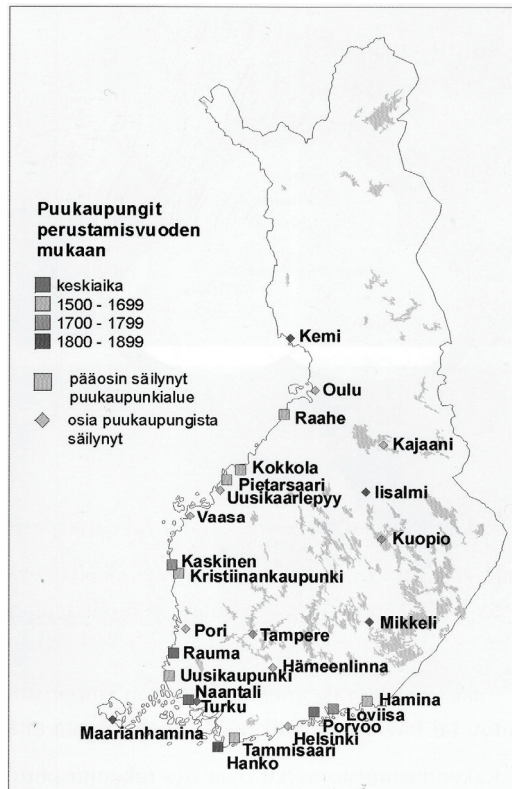 Puukaupungit
perustamisvuoden
mukaan
keskiaika
1500 - 1699
1700 - 1799
1800 - 1899
pääosin säilynyt
puukaupunkialue
osia puukaupungista
säilynyt
Kemi
Oulu
Raahe
Kajaani
Kokkola
Pietarsaari
Uusikaarlepyy
Iisalmi
Vaasa
Kuopio
Kaskinen
Kristiinankaupunki
Mikkeli
Pori
Tampere
Rauma
Hämeenlinna
Uusikaupunki
Naantali
Turku
Hamina
Loviisa
Porvoo
Maarianhamina
Helsinki
Tammisaari
Hanko